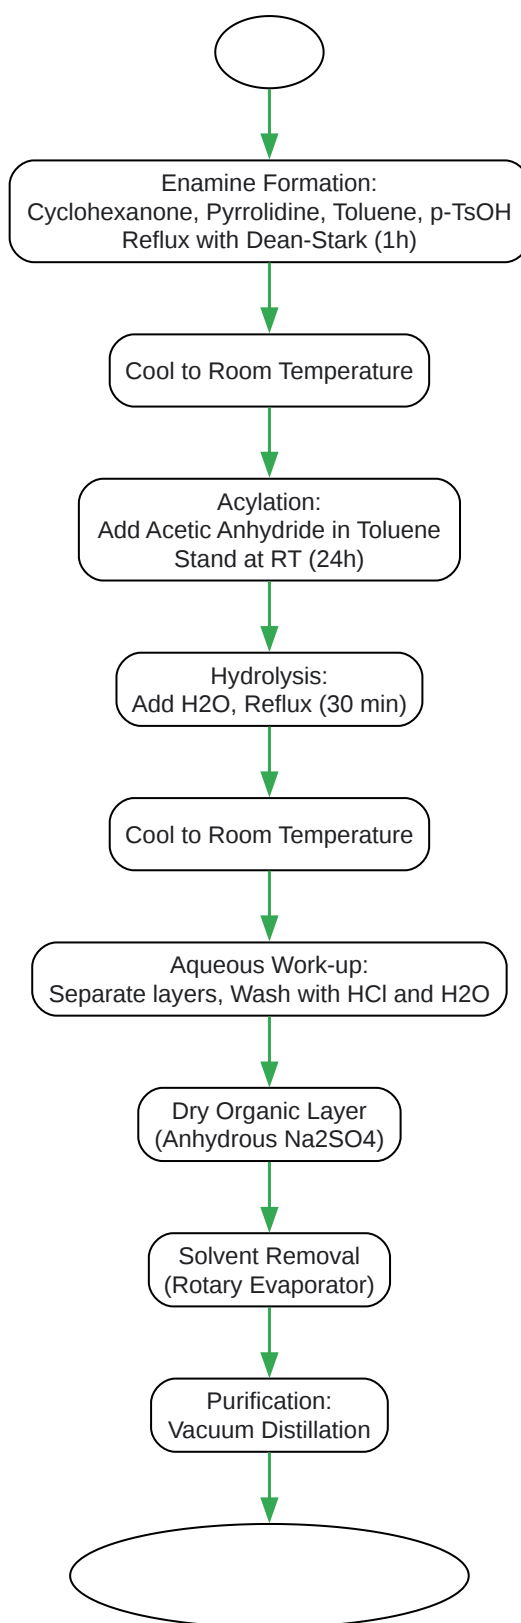 Enamine Formation:
Cyclohexanone, Pyrrolidine, Toluene, p-TsOH
Reflux with Dean-Stark (1h)
Cool to Room Temperature
Acylation:
Add Acetic Anhydride in Toluene
Stand at RT (24h)
Hydrolysis:
Add H2O, Reflux (30 min)
Cool to Room Temperature
Aqueous Work-up:
Separate layers, Wash with HCl and H2O
Dry Organic Layer
(Anhydrous Na2SO4)
Solvent Removal
(Rotary Evaporator)
Purification:
Vacuum Distillation